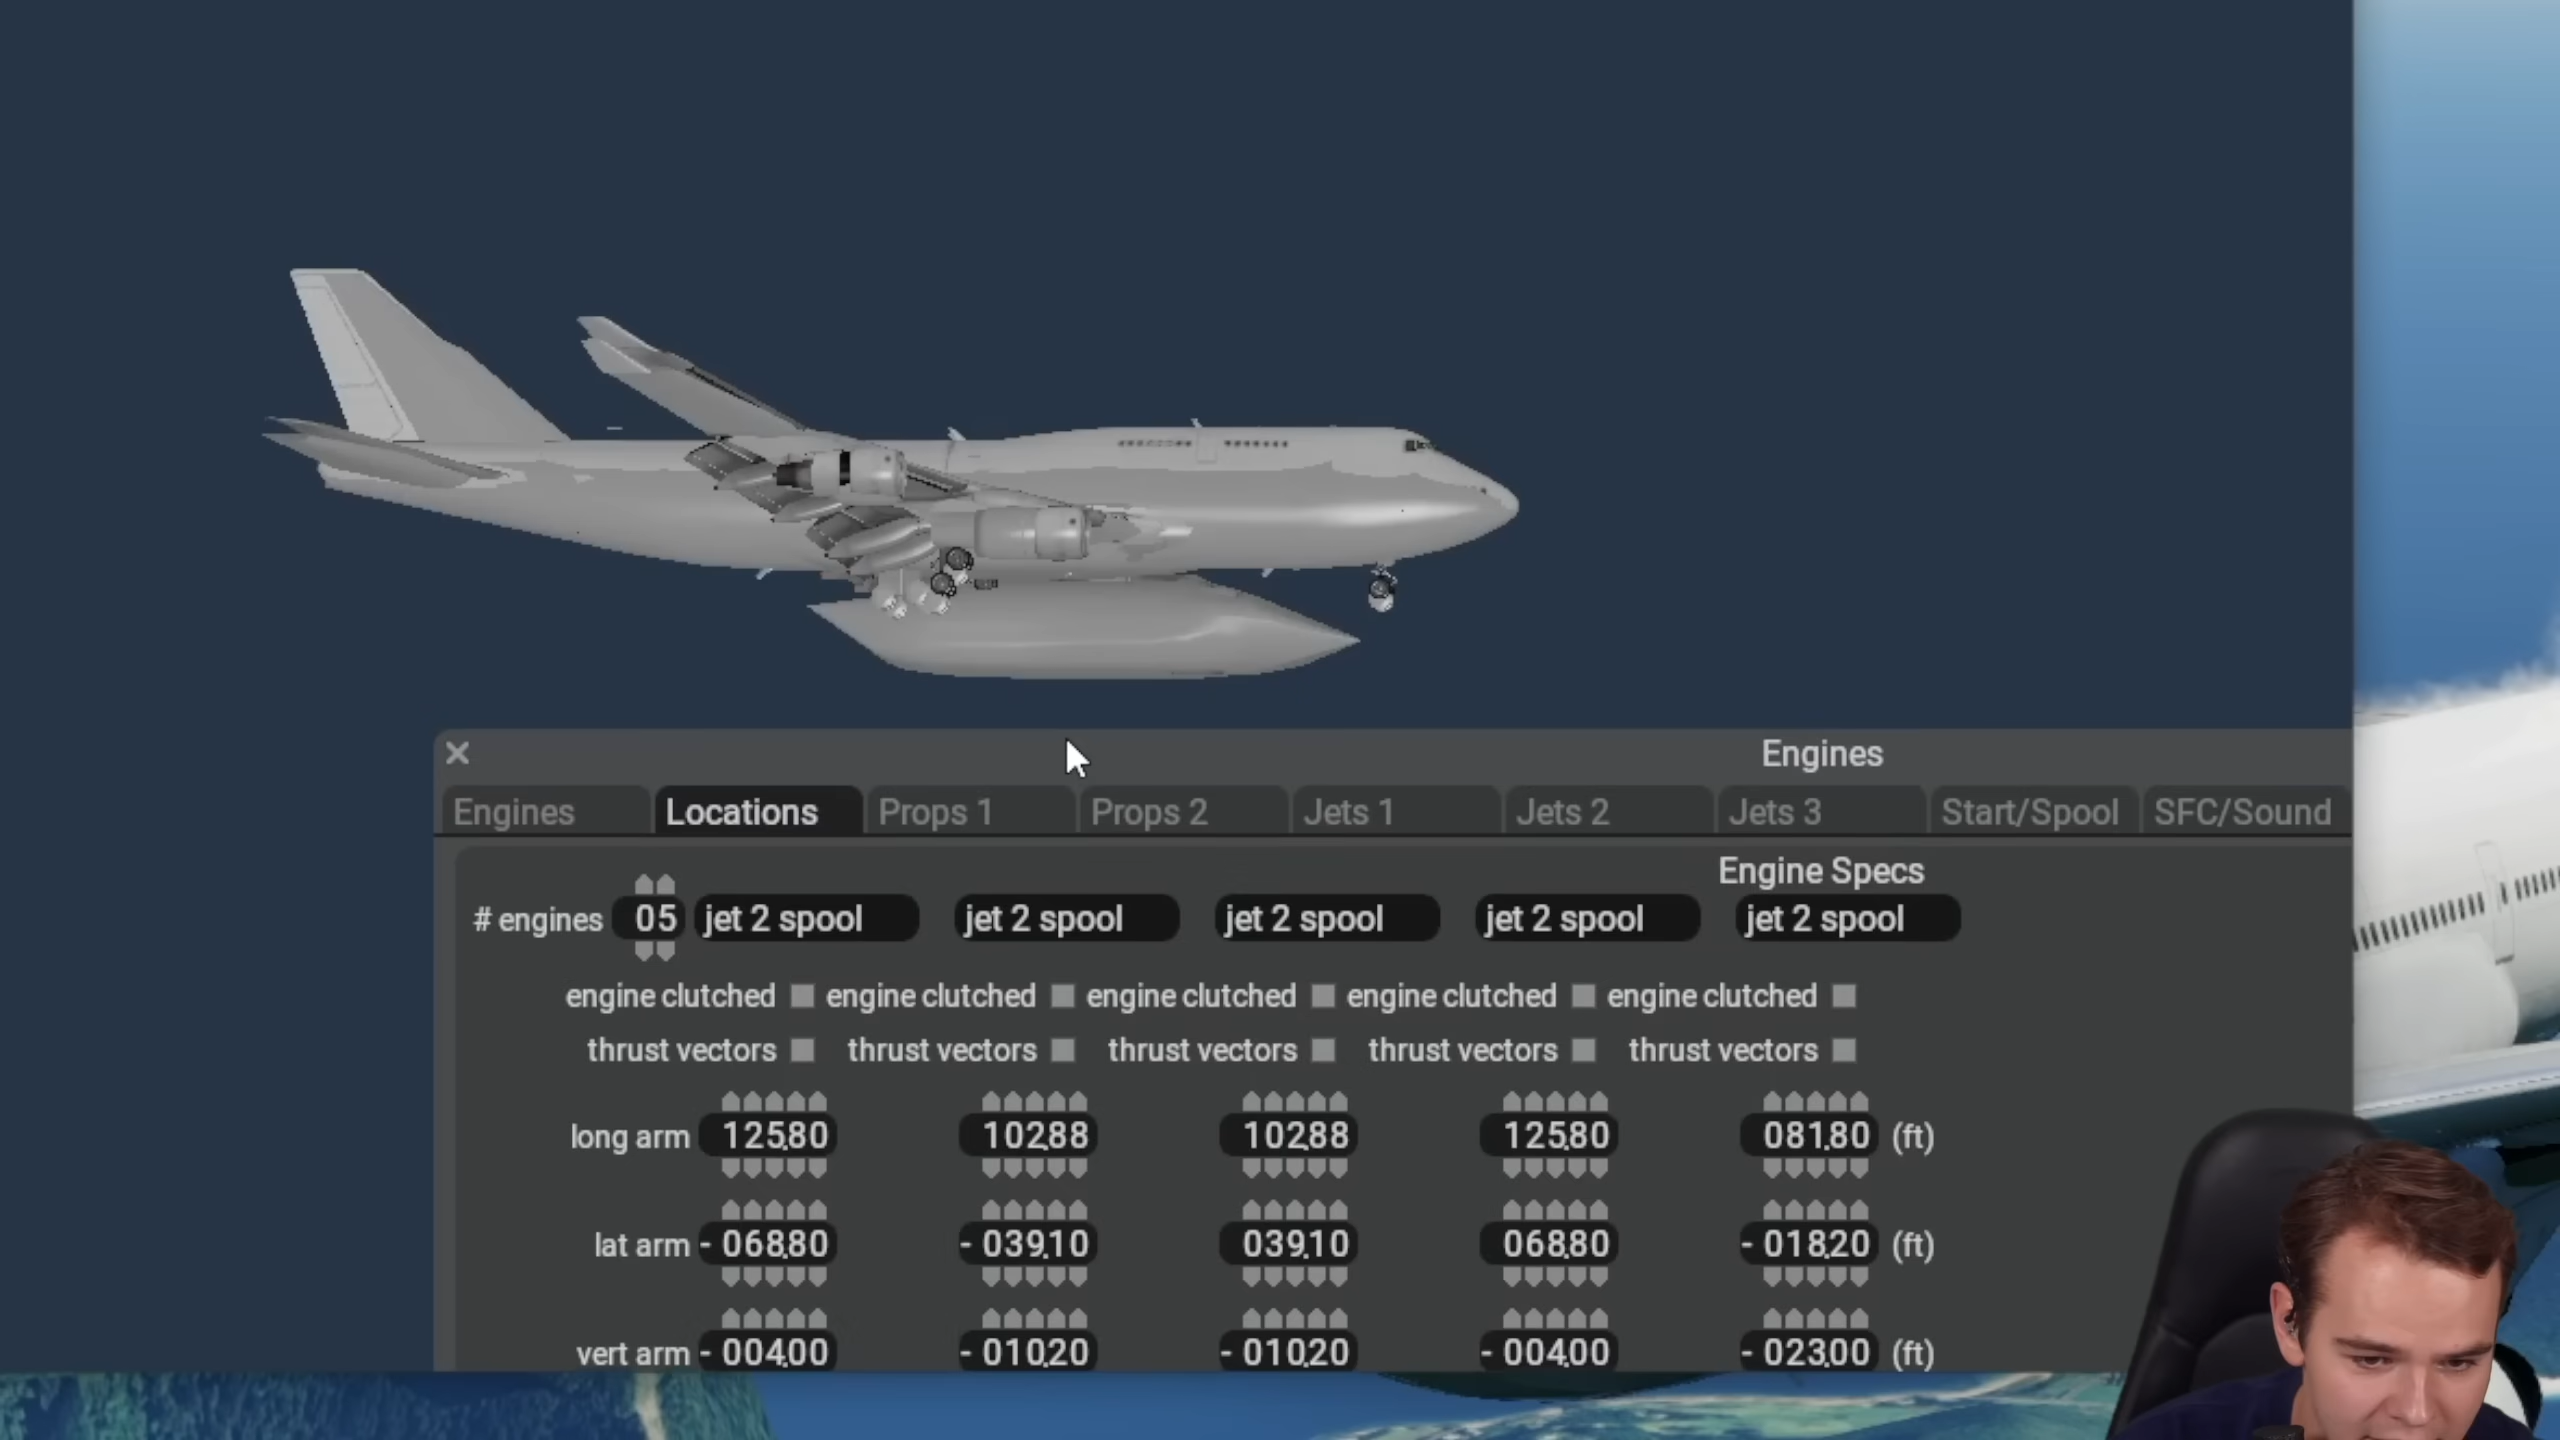 Engines
Engines Locations Props 1 Props 2 Jets 1 Jets 2 Jets 3 Start/Spool SFC/Sound
Engine Specs
# engines 05 jet 2 spool jet 2 spool jet 2 spool jet 2 spool jet 2 spool
engine clutched engine clutched engine clutched engine clutched engine clutched
thrust vectors thrust vectors thrust vectors thrust vectors thrust vectors
long arm 125.80 102.88 102.88 125.80 081.80 (ft)
lat arm - 068.80 - 039.10 039.10 068.80 - 018.20 (ft)
vert arm - 004.00 - 010.20 - 010.20 - 004.00 - 023.00 (ft)